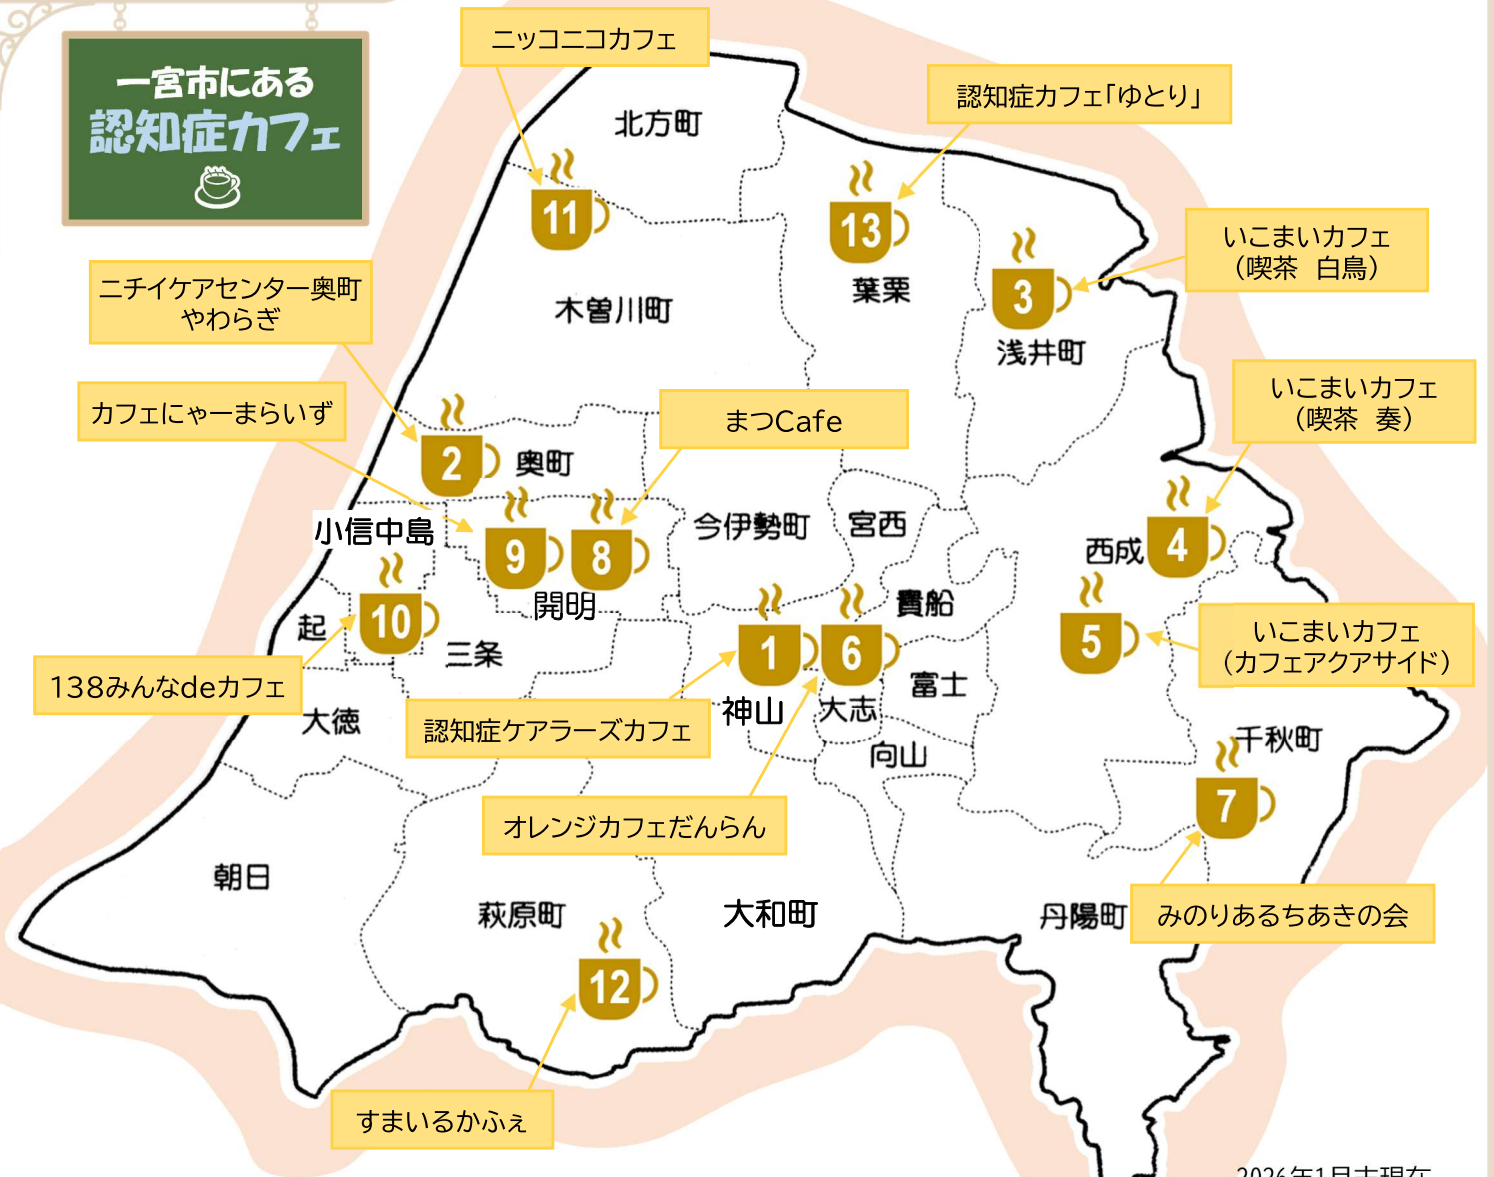 一宮市にある
認知症カフェ
ニッコニコカフェ
認知症カフェ「ゆとり」
北方町
11
13
いこまいカフェ
（喫茶　白鳥）
ニチイケアセンター奥町
やわらぎ
葉栗
3
木曽川町
浅井町
カフェにゃーまらいず
まつCafe
いこまいカフェ
（喫茶　奏）
2
奥町
小信中島
9
8
今伊勢町
宮西
西成
4
開明
貴船
起
10
三条
1
6
5
いこまいカフェ
（カフェアクアサイド）
138みんなdeカフェ
富士
大徳
認知症ケアラーズカフェ
神山
大志
向山
千秋町
7
オレンジカフェだんらん
朝日
萩原町
大和町
丹陽町
みのりあるちあきの会
12
すまいるかふぇ
2026年1月末現在